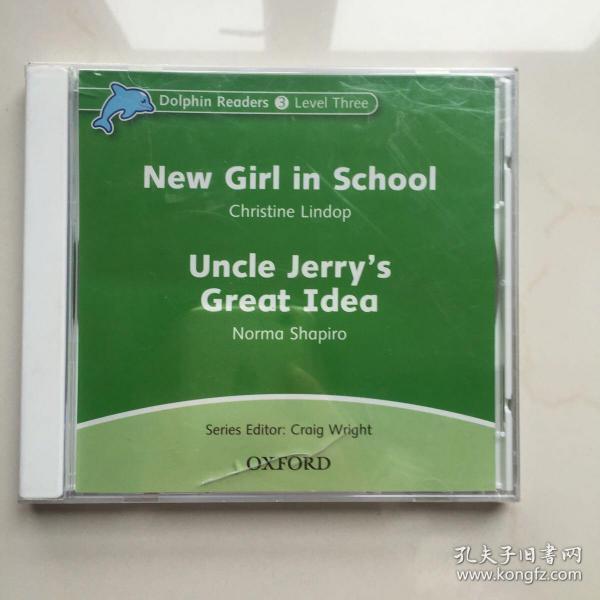 Dolphin Readers 3 Level Three
New Girl in School
Christine Lindop
Uncle Jerry's
Great Idea
Norma Shapiro
Series Editor: Craig Wright
OXFORD
孔夫子旧书网
www.kongfz.com